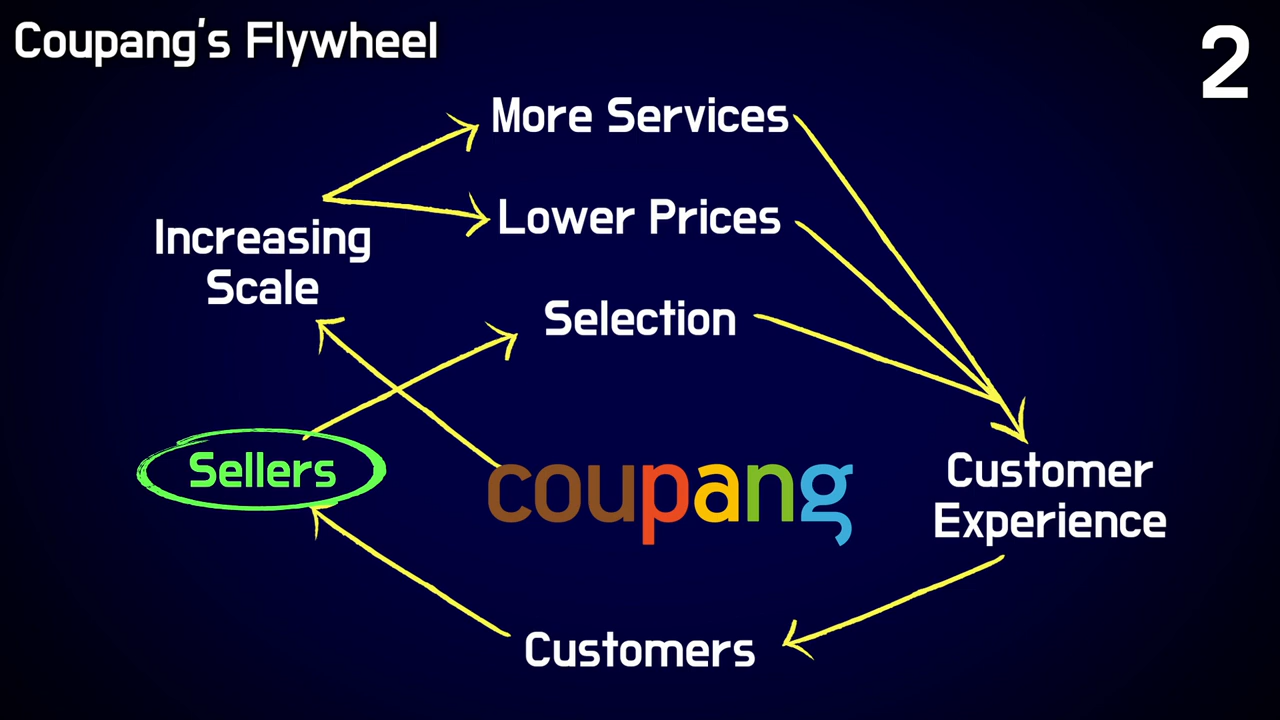 Coupang's Flywheel
2
More Services
Lower Prices
Increasing
Scale
Selection
Sellers
coupang
Customer
Experience
Customers